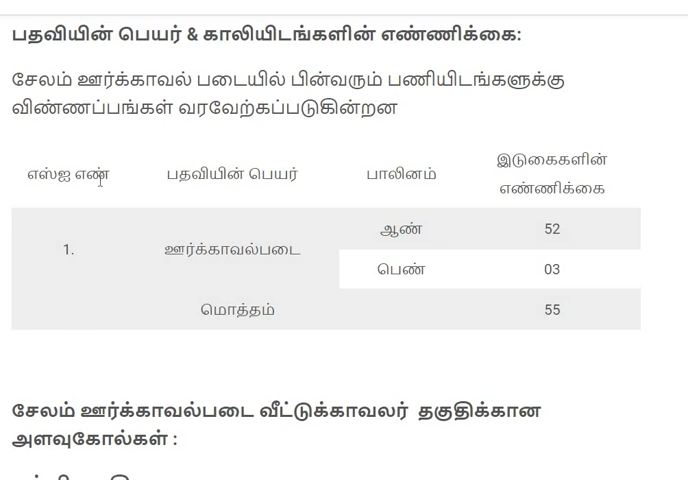 பதவியின் பெயர் & காலியிடங்களின் எண்ணிக்கை:
சேலம் ஊர்க்காவல் படையில் பின்வரும் பணியிடங்களுக்கு
விண்ணப்பங்கள் வரவேற்கப்படுகின்றன
எஸ்ஐ எண் பதவியின் பெயர் பாலினம் இடுகைகளின் எண்ணிக்கை
1. ஊர்க்காவல்படை ஆண் 52
பெண் 03
மொத்தம் 55
சேலம் ஊர்க்காவல்படை வீட்டுக்காவலர் தகுதிக்கான
அளவுகோல்கள் :